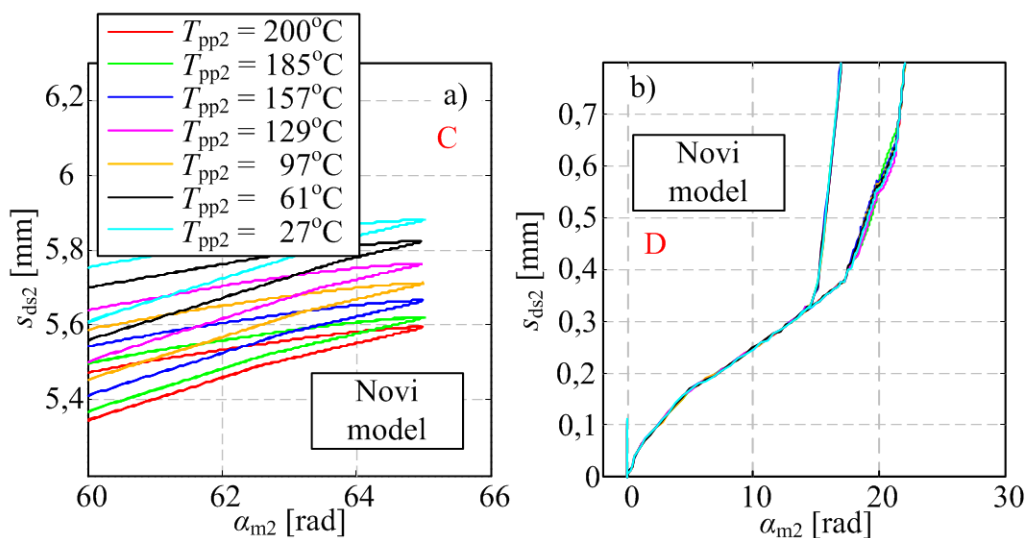 T_pp2 = 200°C
T_pp2 = 185°C
T_pp2 = 157°C
T_pp2 = 129°C
T_pp2 = 97°C
T_pp2 = 61°C
T_pp2 = 27°C
a)
C
6,2
6
5,8
5,6
5,4
s_ds2 [mm]
Novi
model
60 62 64 66
α_m2 [rad]
b)
Novi
model
D
0,7
0,6
0,5
0,4
0,3
0,2
0,1
0
s_ds2 [mm]
0 10 20 30
α_m2 [rad]